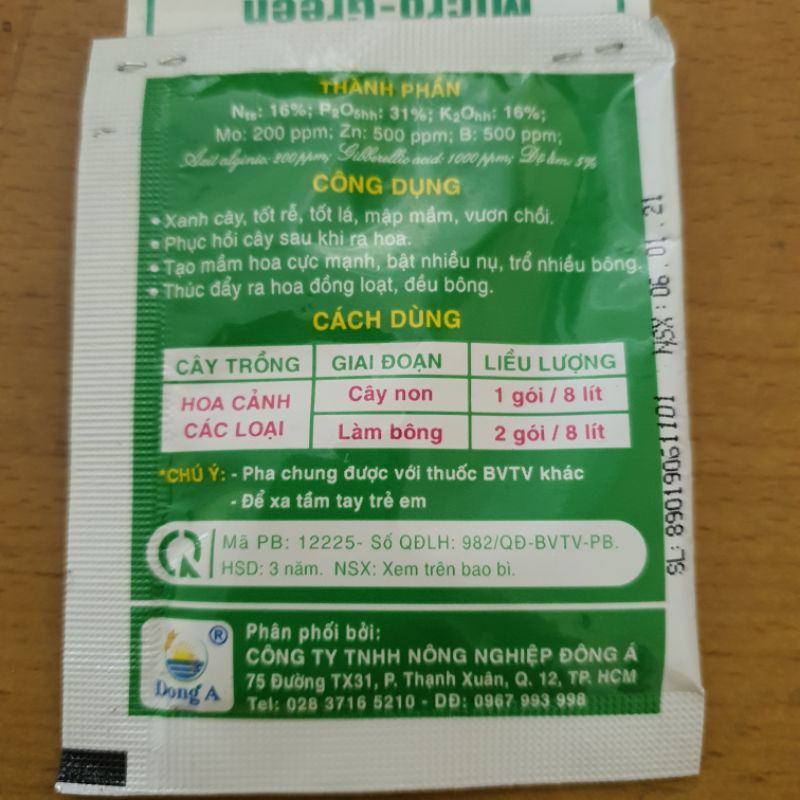 Micro-Green
THÀNH PHẦN
Nts: 16%; P₂O₅hh: 31%; K₂Ohh: 16%;
Mo: 200 ppm; Zn: 500 ppm; B: 500 ppm;
Axit alginic: 200 ppm; Gibberellic acid: 1000 ppm; Độ ẩm: 5%
CÔNG DỤNG
• Xanh cây, tốt rễ, tốt lá, mập mầm, vươn chồi.
• Phục hồi cây sau khi ra hoa.
• Tạo mầm hoa cực mạnh, bật nhiều nụ, trổ nhiều bông.
• Thúc đẩy ra hoa đồng loạt, đều bông.
CÁCH DÙNG
CÂY TRỒNG GIAI ĐOẠN LIỀU LƯỢNG
HOA CẢNH CÁC LOẠI
Cây non 1 gói / 8 lít
Làm bông 2 gói / 8 lít
*CHÚ Ý: - Pha chung được với thuốc BVTV khác
- Để xa tầm tay trẻ em
Mã PB: 12225- Số QĐLH: 982/QĐ-BVTV-PB.
HSD: 3 năm. NSX: Xem trên bao bì.
Dong A ®
Phân phối bởi:
CÔNG TY TNHH NÔNG NGHIỆP ĐÔNG Á
75 Đường TX31, P. Thạnh Xuân, Q. 12, TP. HCM
Tel: 028 3716 5210 - DĐ: 0967 993 998
SL: 89019061101 NSX: 06.01.21